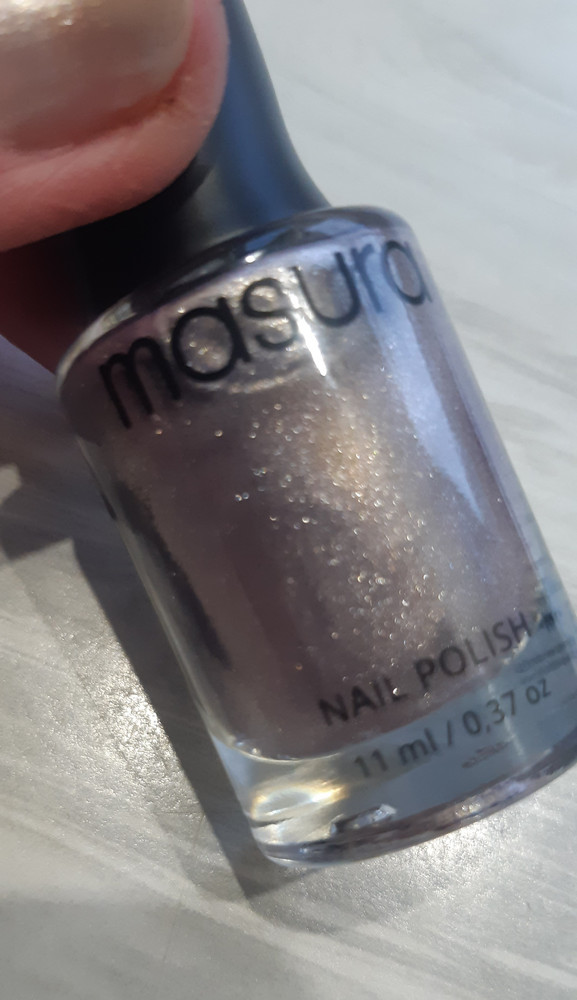 masura
NAIL POLISH
11 ml / 0,37 oz